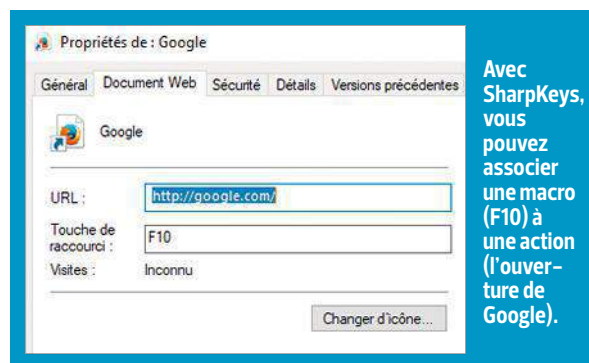 Propriétés de : Google
Général Document Web Sécurité Détails Versions précédentes
Google
URL : http://google.com/
Touche de
raccourci : F10
Visites : Inconnu
Changer d'icône...
Avec
SharpKeys,
vous
pouvez
associer
une macro
(F10) à
une action
(l'ouver-
ture de
Google).